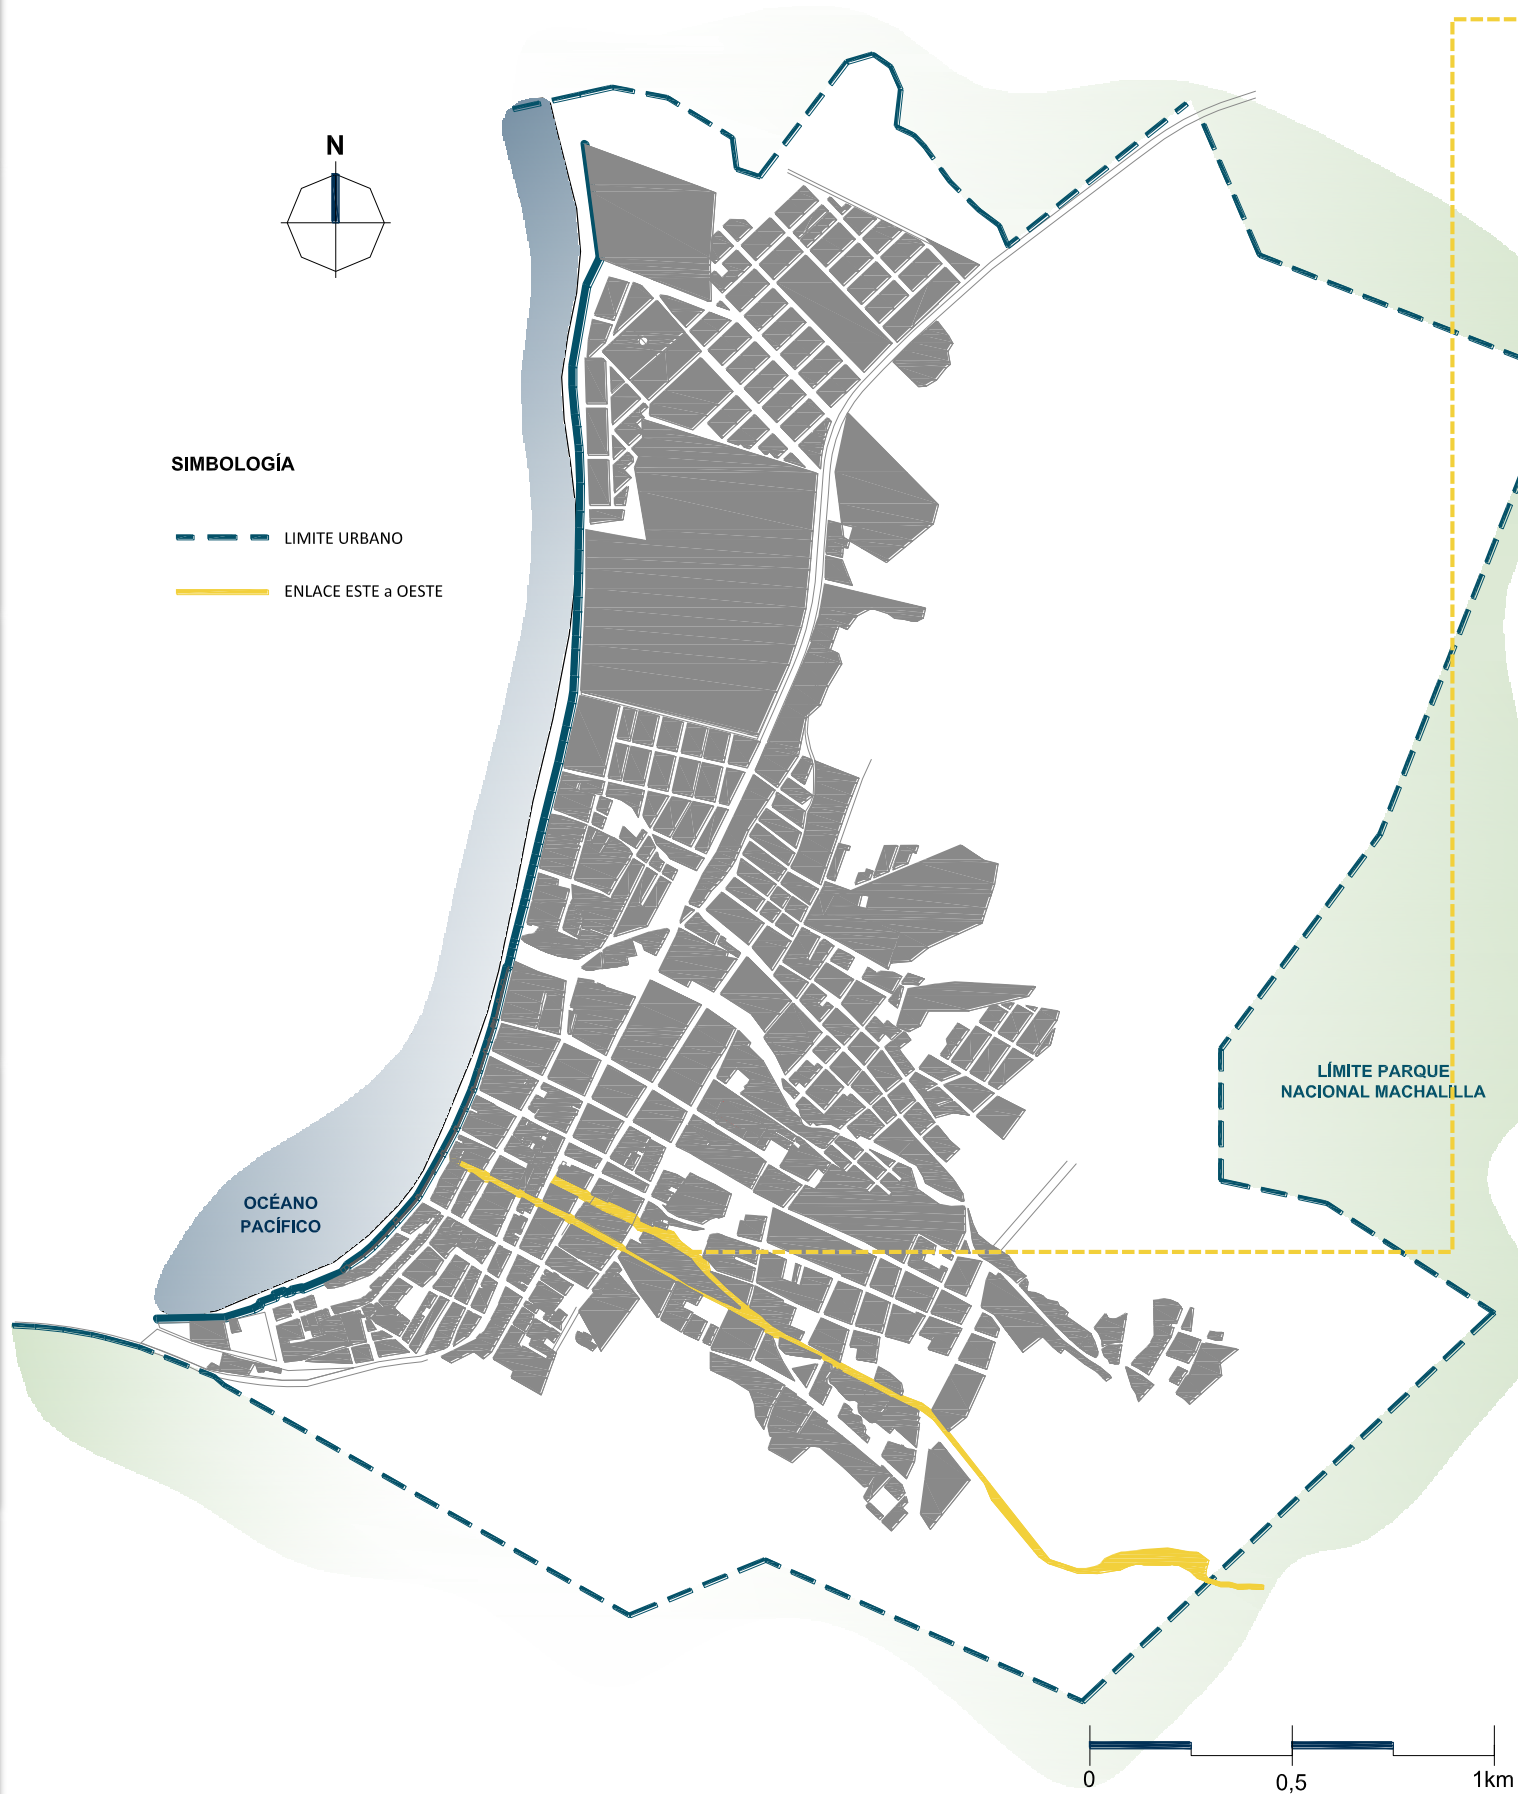 N
SIMBOLOGÍA
LIMITE URBANO
ENLACE ESTE a OESTE
LÍMITE PARQUE
NACIONAL MACHALILLA
OCÉANO
PACÍFICO
0
0,5
1km